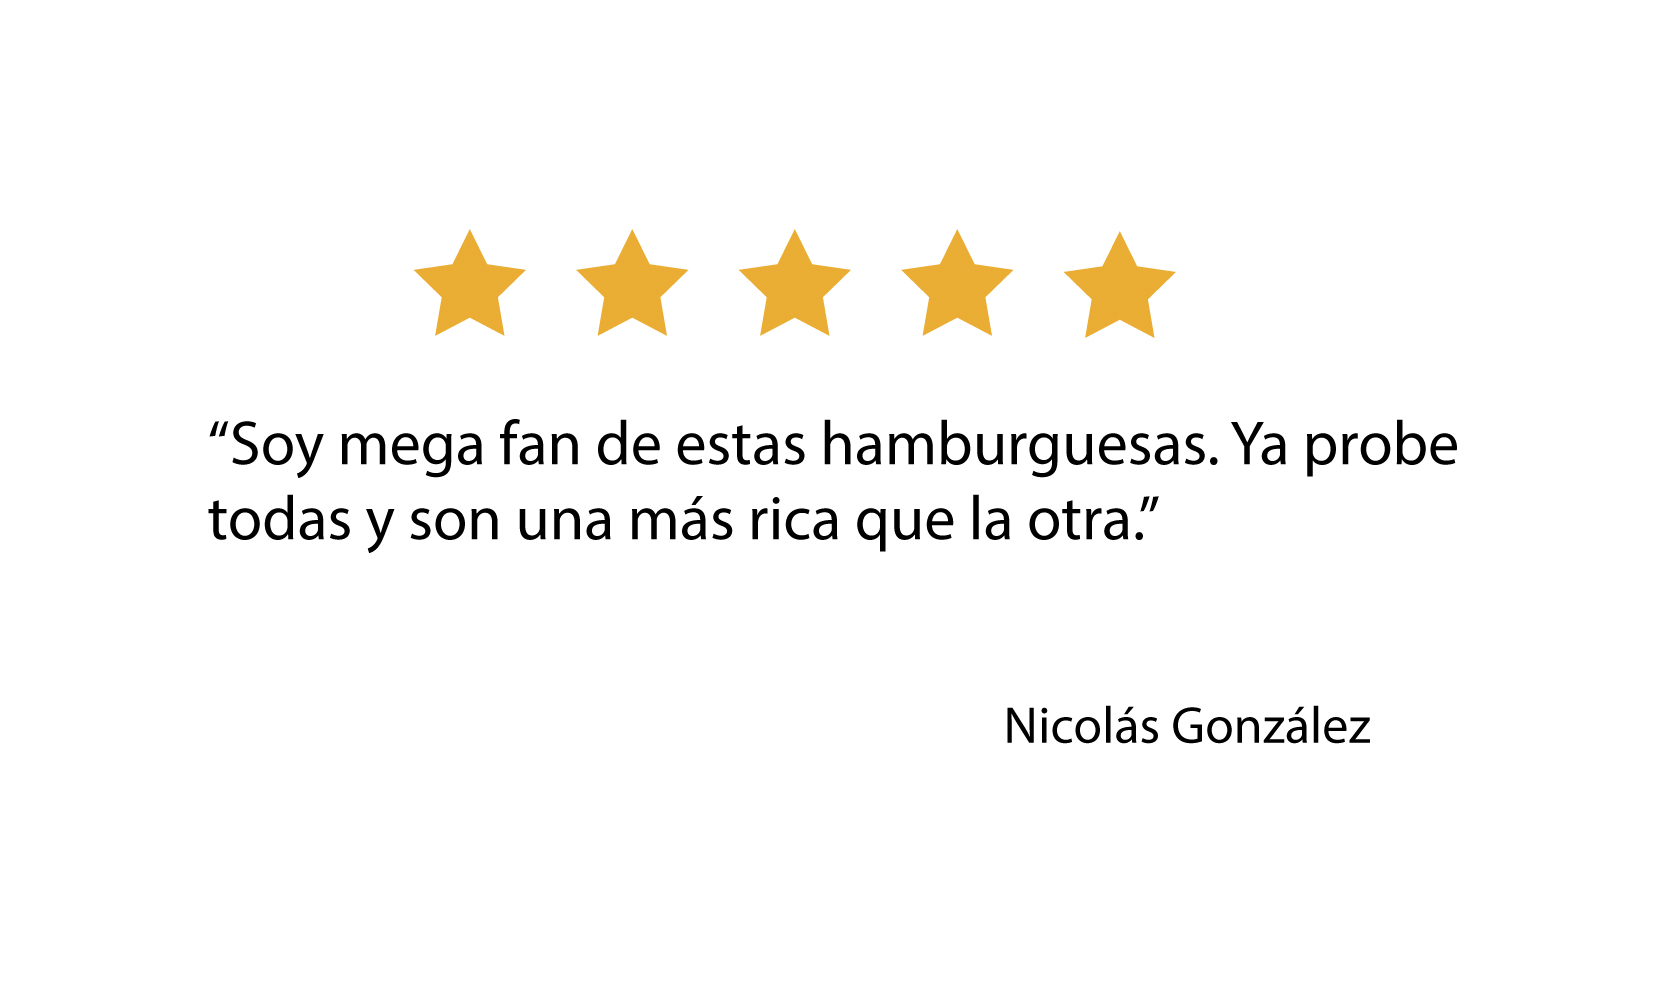 “Soy mega fan de estas hamburguesas. Ya probe
todas y son una más rica que la otra.”
Nicolás González